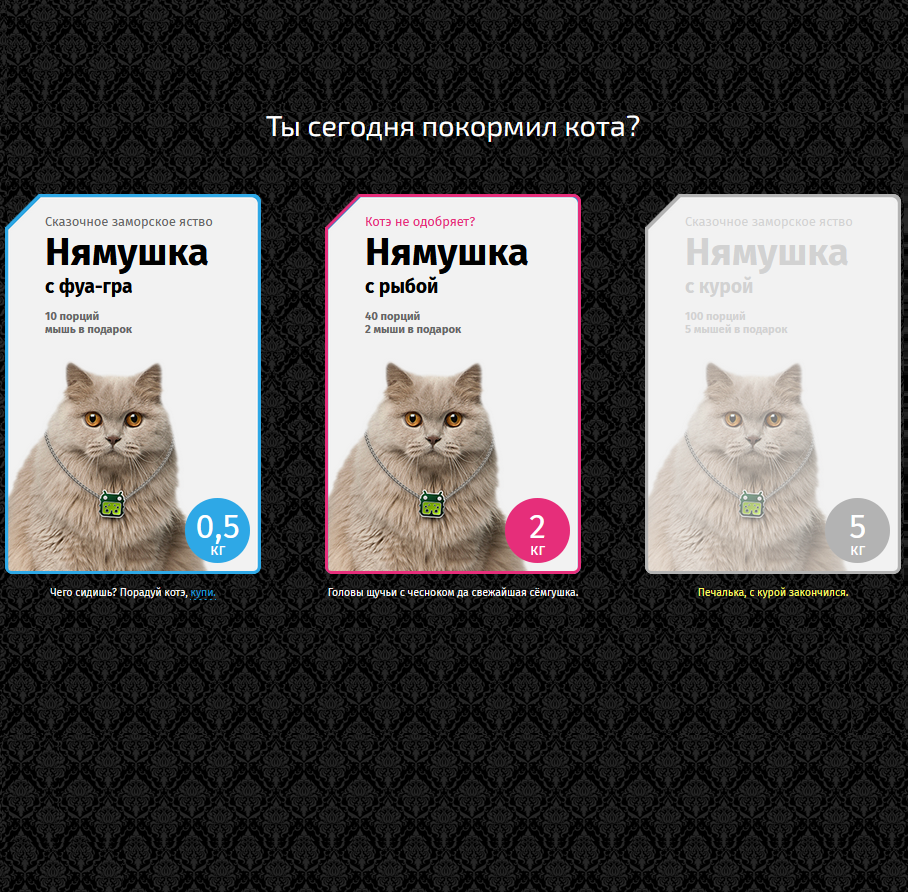 Ты сегодня покормил кота?
Сказочное заморское яство
Нямушка
с фуа-гра
10 порций
мышь в подарок
0,5
кг
Чего сидишь? Порадуй котэ, купи.
Котэ не одобряет?
Нямушка
с рыбой
40 порций
2 мыши в подарок
2
кг
Головы щучьи с чесноком да свежайшая сёмгушка.
Сказочное заморское яство
Нямушка
с курой
100 порций
5 мышей в подарок
5
кг
Печалька, с курой закончился.